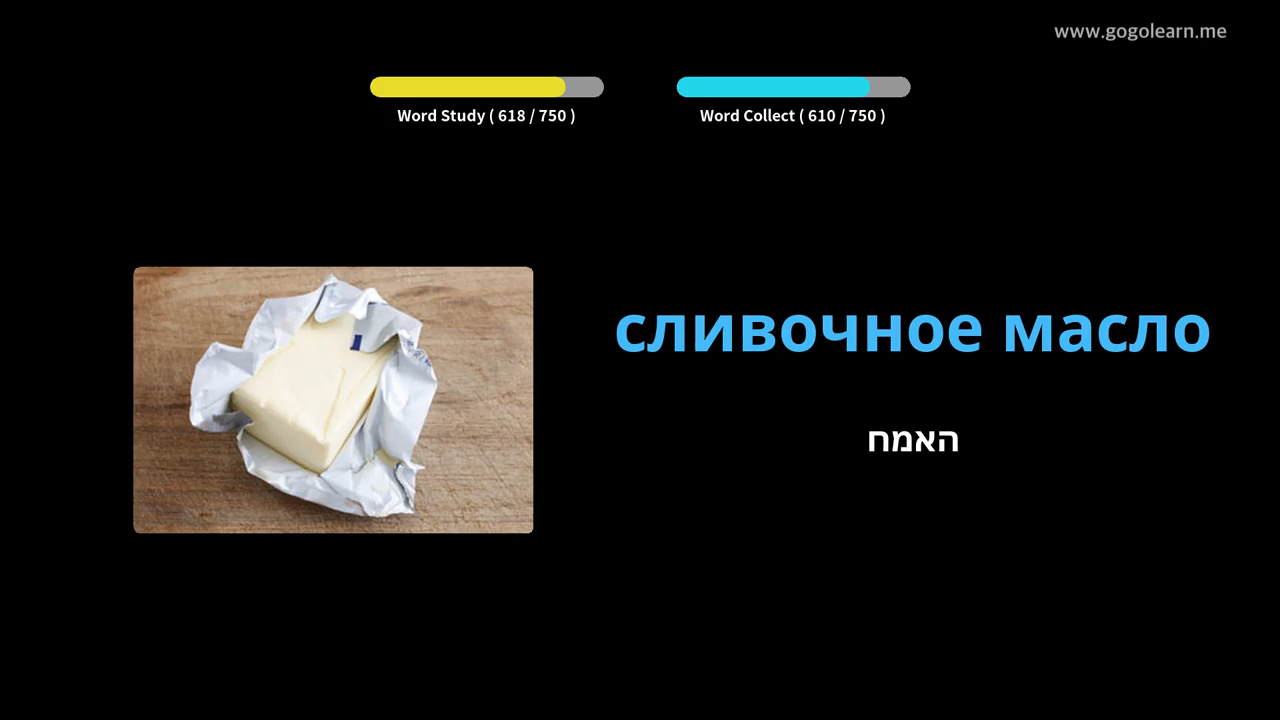 www.gogolearn.me
Word Study ( 618 / 750 )
Word Collect ( 610 / 750 )
сливочное масло
האמח